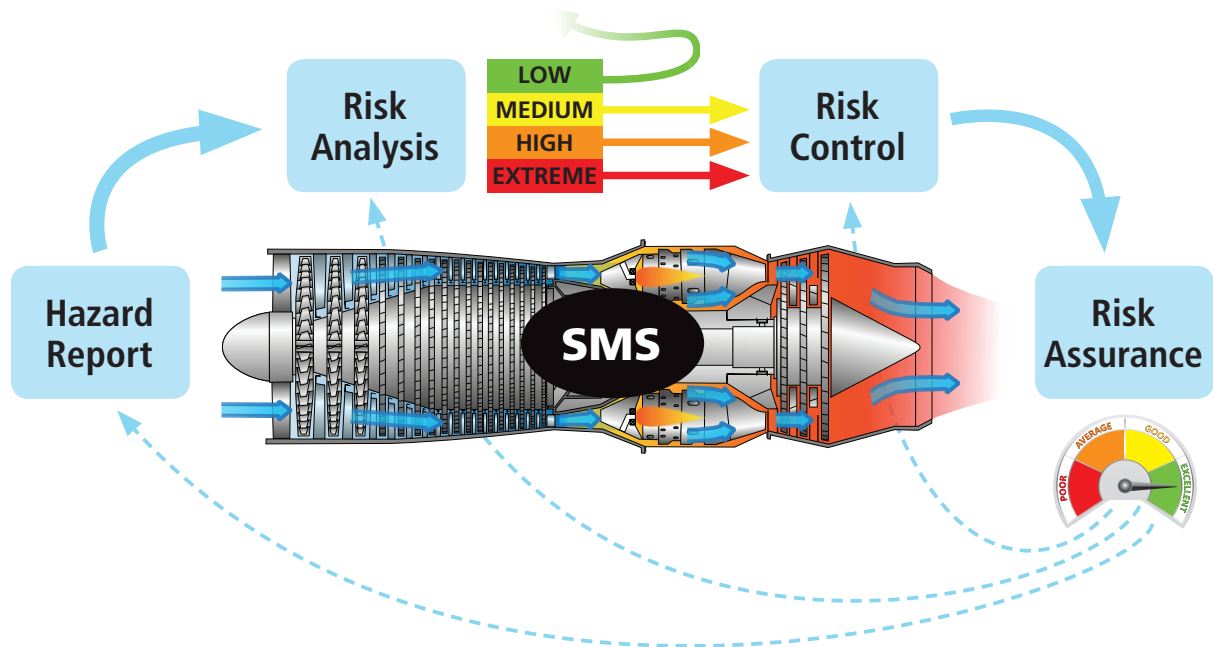 LOW
MEDIUM
HIGH
EXTREME
Risk
Analysis
Risk
Control
Hazard
Report
SMS
Risk
Assurance
POOR
AVERAGE
GOOD
EXCELLENT